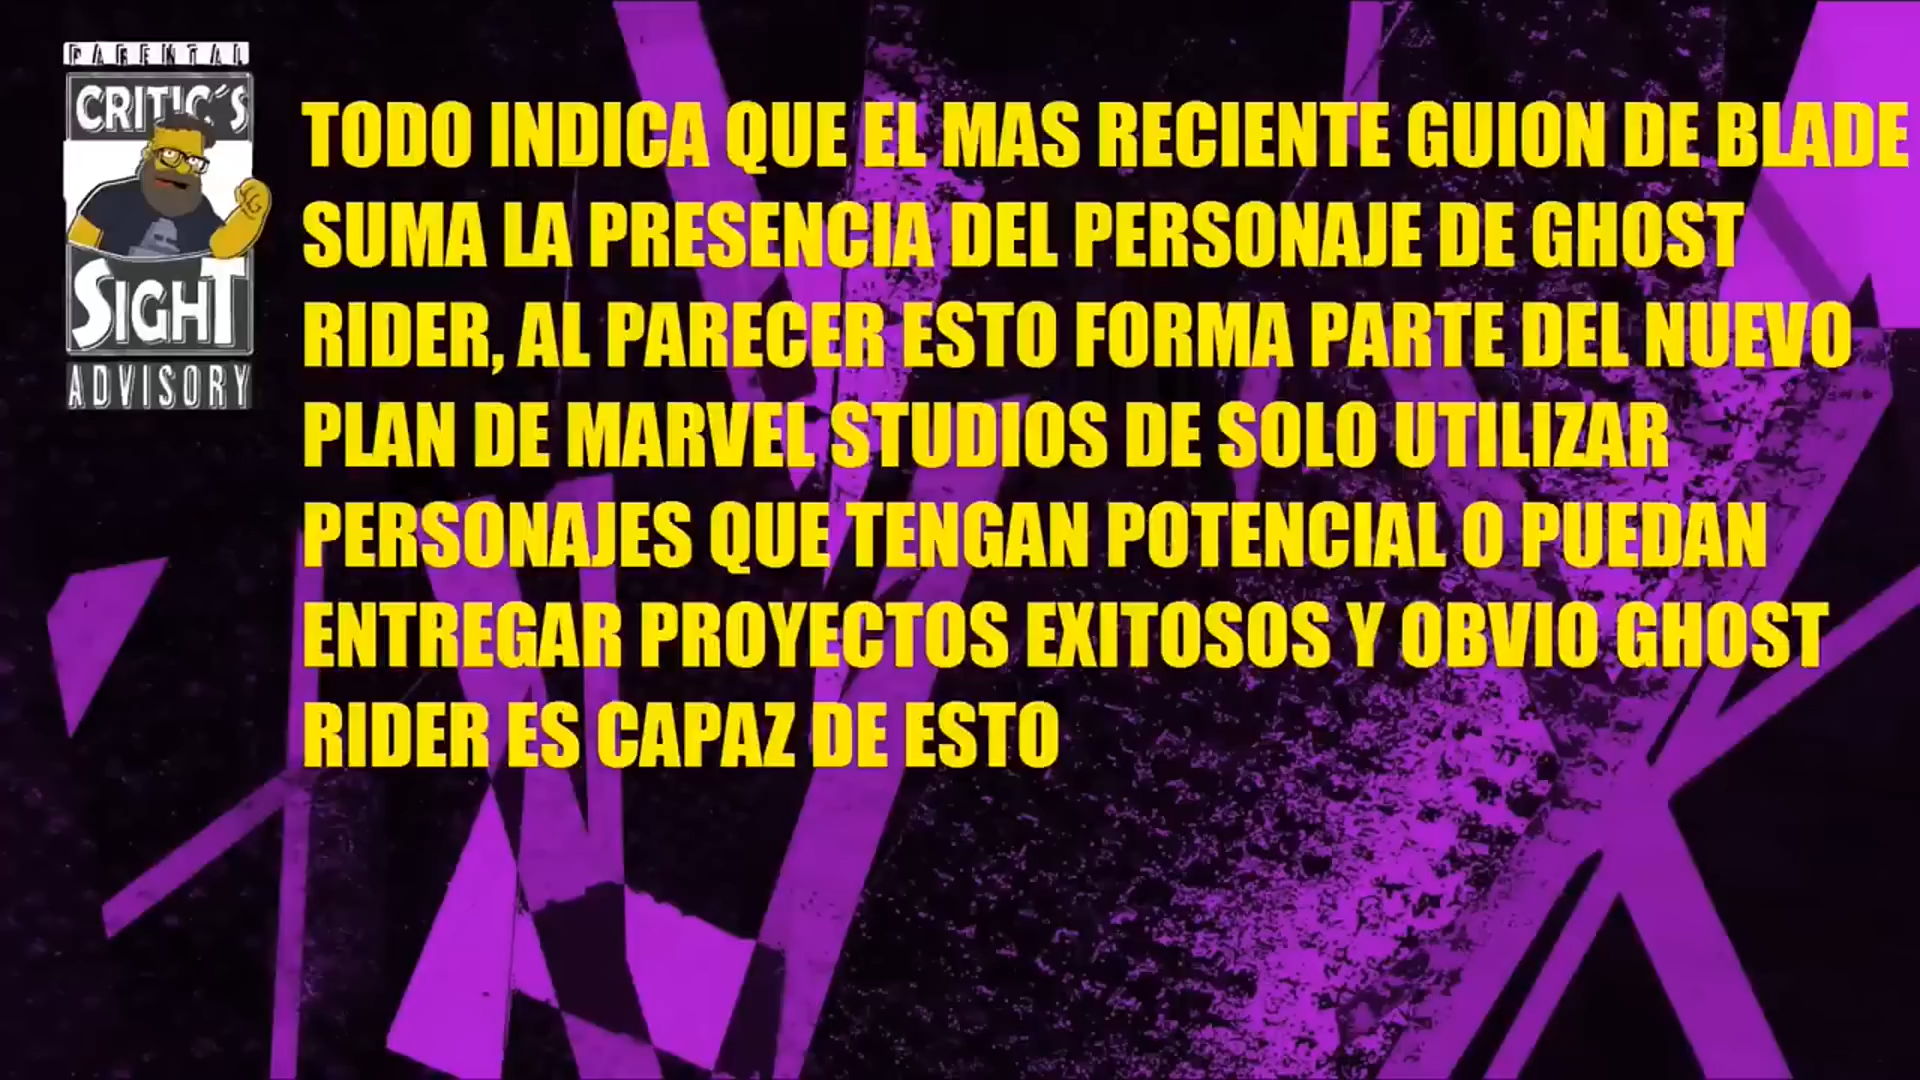 PARENTAL
CRITIC´S
SIGHT
ADVISORY
TODO INDICA QUE EL MAS RECIENTE GUION DE BLADE
SUMA LA PRESENCIA DEL PERSONAJE DE GHOST
RIDER, AL PARECER ESTO FORMA PARTE DEL NUEVO
PLAN DE MARVEL STUDIOS DE SOLO UTILIZAR
PERSONAJES QUE TENGAN POTENCIAL O PUEDAN
ENTREGAR PROYECTOS EXITOSOS Y OBVIO GHOST
RIDER ES CAPAZ DE ESTO